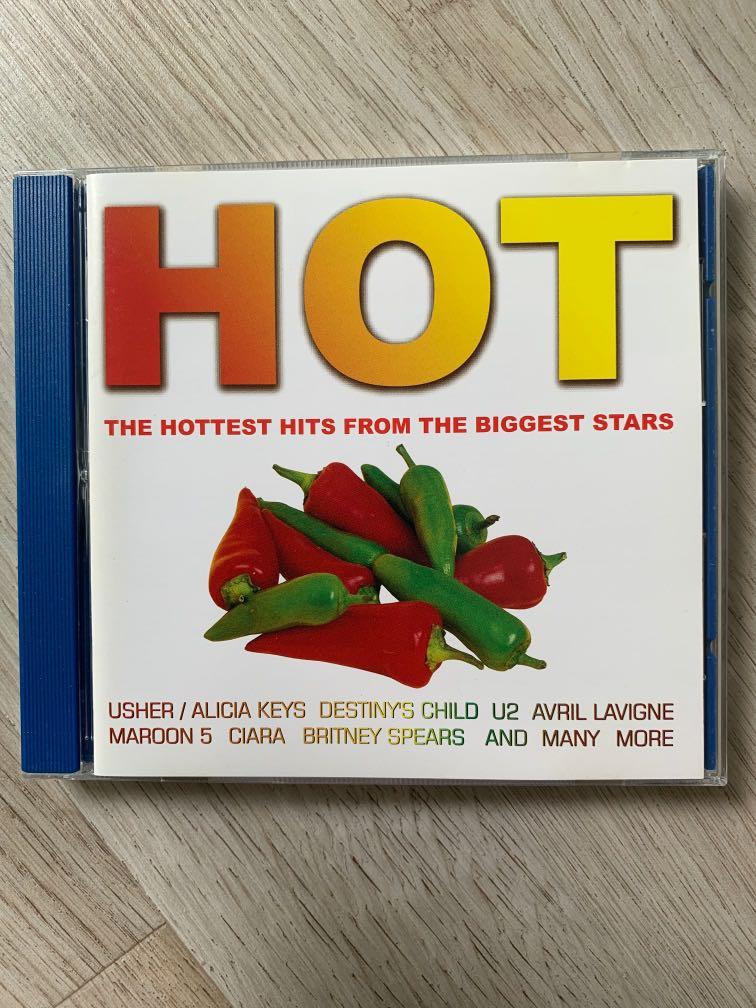 HOT
THE HOTTEST HITS FROM THE BIGGEST STARS
USHER / ALICIA KEYS DESTINY'S CHILD U2 AVRIL LAVIGNE
MAROON 5 CIARA BRITNEY SPEARS AND MANY MORE